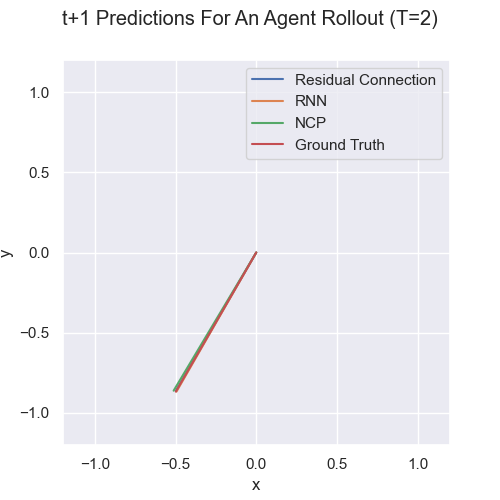 t+1 Predictions For An Agent Rollout (T=2)
Residual Connection
RNN
NCP
Ground Truth
1.0
0.5
0.0
−0.5
−1.0
y
−1.0 −0.5 0.0 0.5 1.0
x